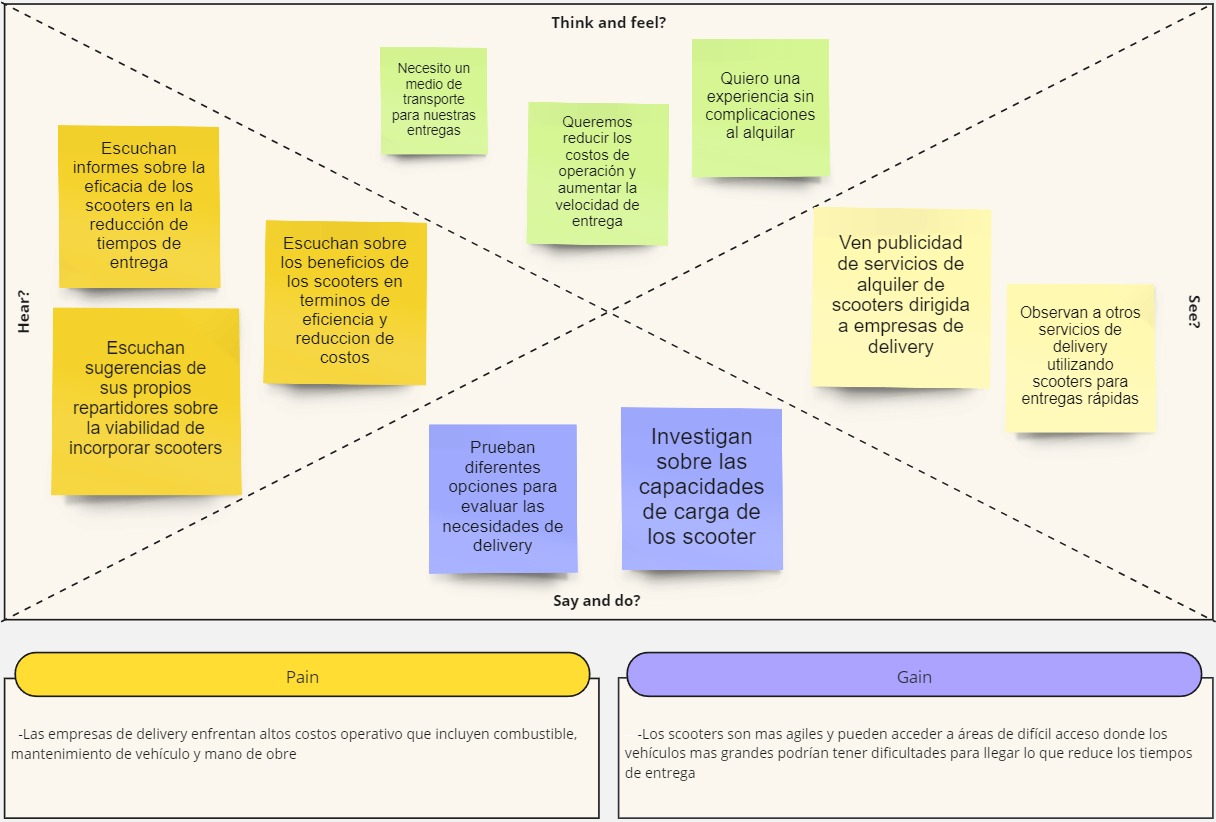 Think and feel?
Necesito un
medio de
transporte
para nuestras
entregas
Queremos
reducir los
costos de
operación y
aumentar la
velocidad de
entrega
Quiero una
experiencia sin
complicaciones
al alquilar
Hear?
Escuchan
informes sobre la
eficacia de los
scooters en la
reducción de
tiempos de
entrega
Escuchan sobre
los beneficios de
los scooters en
terminos de
eficiencia y
reduccion de
costos
Escuchan
sugerencias de
sus propios
repartidores sobre
la viabilidad de
incorporar scooters
See?
Ven publicidad
de servicios de
alquiler de
scooters dirigida
a empresas de
delivery
Observan a otros
servicios de
delivery
utilizando
scooters para
entregas rápidas
Prueban
diferentes
opciones para
evaluar las
necesidades de
delivery
Investigan
sobre las
capacidades
de carga de
los scooter
Say and do?
Pain
-Las empresas de delivery enfrentan altos costos operativo que incluyen combustible,
mantenimiento de vehículo y mano de obre
Gain
-Los scooters son mas agiles y pueden acceder a áreas de difícil acceso donde los
vehículos mas grandes podrían tener dificultades para llegar lo que reduce los tiempos
de entrega